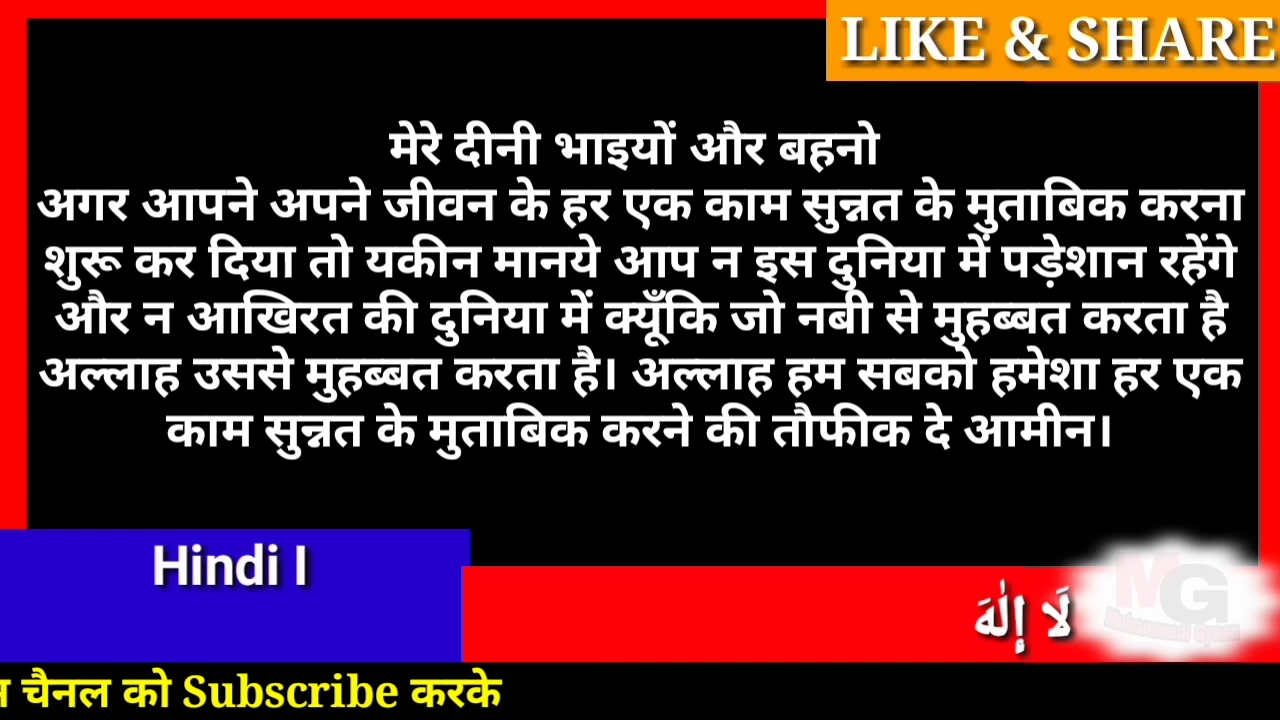 LIKE & SHARE
मेरे दीनी भाइयों और बहनो
अगर आपने अपने जीवन के हर एक काम सुन्नत के मुताबिक करना
शुरू कर दिया तो यकीन मानये आप न इस दुनिया में पड़ेशान रहेंगे
और न आखिरत की दुनिया में क्यूँकि जो नबी से मुहब्बत करता है
अल्लाह उससे मुहब्बत करता है। अल्लाह हम सबको हमेशा हर एक
काम सुन्नत के मुताबिक करने की तौफीक दे आमीन।
Hindi I
لَا إِلٰهَ
MG
चैनल को Subscribe करके